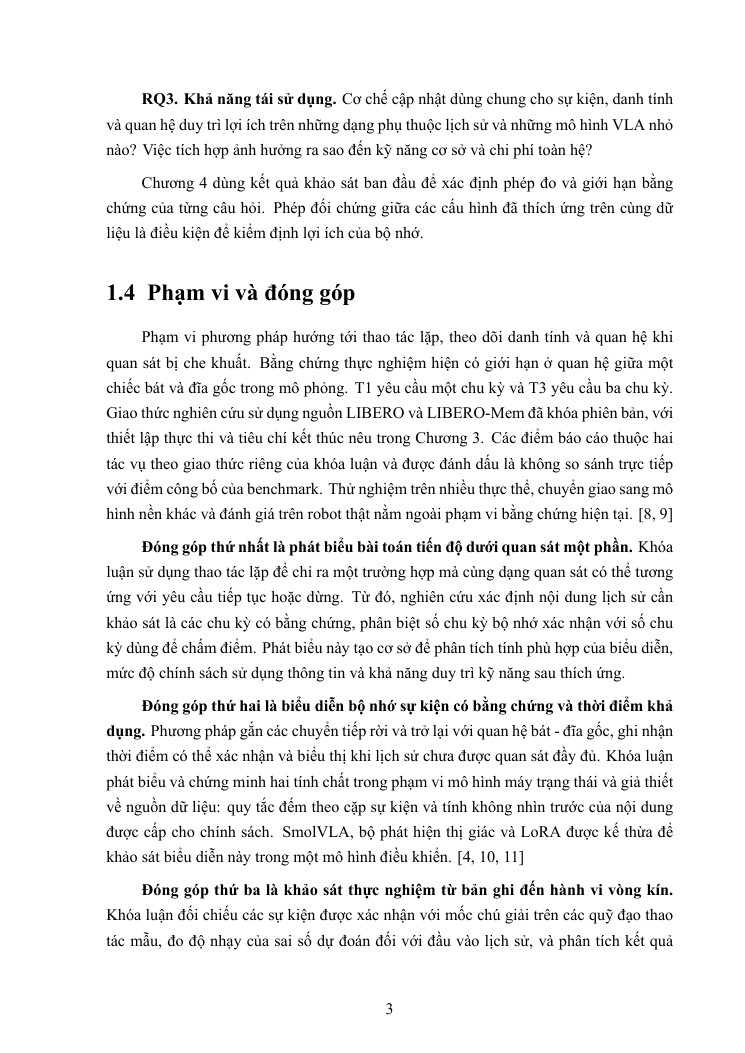 RQ3. Khả năng tái sử dụng. Cơ chế cập nhật dùng chung cho sự kiện, danh tính
và quan hệ duy trì lợi ích trên những dạng phụ thuộc lịch sử và những mô hình VLA nhỏ
nào? Việc tích hợp ảnh hưởng ra sao đến kỹ năng cơ sở và chi phí toàn hệ?
Chương 4 dùng kết quả khảo sát ban đầu để xác định phép đo và giới hạn bằng
chứng của từng câu hỏi. Phép đối chứng giữa các cấu hình đã thích ứng trên cùng dữ
liệu là điều kiện để kiểm định lợi ích của bộ nhớ.
1.4 Phạm vi và đóng góp
Phạm vi phương pháp hướng tới thao tác lặp, theo dõi danh tính và quan hệ khi
quan sát bị che khuất. Bằng chứng thực nghiệm hiện có giới hạn ở quan hệ giữa một
chiếc bát và đĩa gốc trong mô phỏng. T1 yêu cầu một chu kỳ và T3 yêu cầu ba chu kỳ.
Giao thức nghiên cứu sử dụng nguồn LIBERO và LIBERO-Mem đã khóa phiên bản, với
thiết lập thực thi và tiêu chí kết thúc nêu trong Chương 3. Các điểm báo cáo thuộc hai
tác vụ theo giao thức riêng của khóa luận và được đánh dấu là không so sánh trực tiếp
với điểm công bố của benchmark. Thử nghiệm trên nhiều thực thể, chuyển giao sang mô
hình nền khác và đánh giá trên robot thật nằm ngoài phạm vi bằng chứng hiện tại. [8, 9]
Đóng góp thứ nhất là phát biểu bài toán tiến độ dưới quan sát một phần. Khóa
luận sử dụng thao tác lặp để chỉ ra một trường hợp mà cùng dạng quan sát có thể tương
ứng với yêu cầu tiếp tục hoặc dừng. Từ đó, nghiên cứu xác định nội dung lịch sử cần
khảo sát là các chu kỳ có bằng chứng, phân biệt số chu kỳ bộ nhớ xác nhận với số chu
kỳ dùng để chấm điểm. Phát biểu này tạo cơ sở để phân tích tính phù hợp của biểu diễn,
mức độ chính sách sử dụng thông tin và khả năng duy trì kỹ năng sau thích ứng.
Đóng góp thứ hai là biểu diễn bộ nhớ sự kiện có bằng chứng và thời điểm khả
dụng. Phương pháp gắn các chuyển tiếp rời và trở lại với quan hệ bát - đĩa gốc, ghi nhận
thời điểm có thể xác nhận và biểu thị khi lịch sử chưa được quan sát đầy đủ. Khóa luận
phát biểu và chứng minh hai tính chất trong phạm vi mô hình máy trạng thái và giả thiết
về nguồn dữ liệu: quy tắc đếm theo cặp sự kiện và tính không nhìn trước của nội dung
được cấp cho chính sách. SmolVLA, bộ phát hiện thị giác và LoRA được kế thừa để
khảo sát biểu diễn này trong một mô hình điều khiển. [4, 10, 11]
Đóng góp thứ ba là khảo sát thực nghiệm từ bản ghi đến hành vi vòng kín.
Khóa luận đối chiếu các sự kiện được xác nhận với mốc chú giải trên các quỹ đạo thao
tác mẫu, đo độ nhạy của sai số dự đoán đối với đầu vào lịch sử, và phân tích kết quả
3